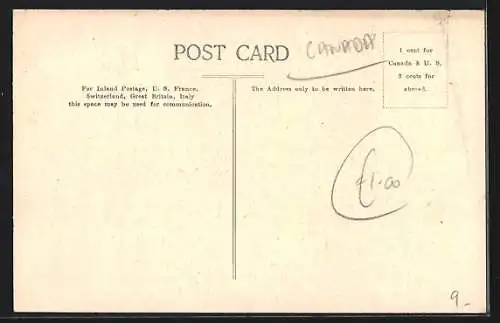 POST CARD
CANADA
1 cent for
Canada & U. S.
2 cents for
abroad.
For Inland Postage, U. S. France,
Switzerland, Great Britain, Italy
this space may be used for communication.
The Address only to be written here.
£1-00
9-